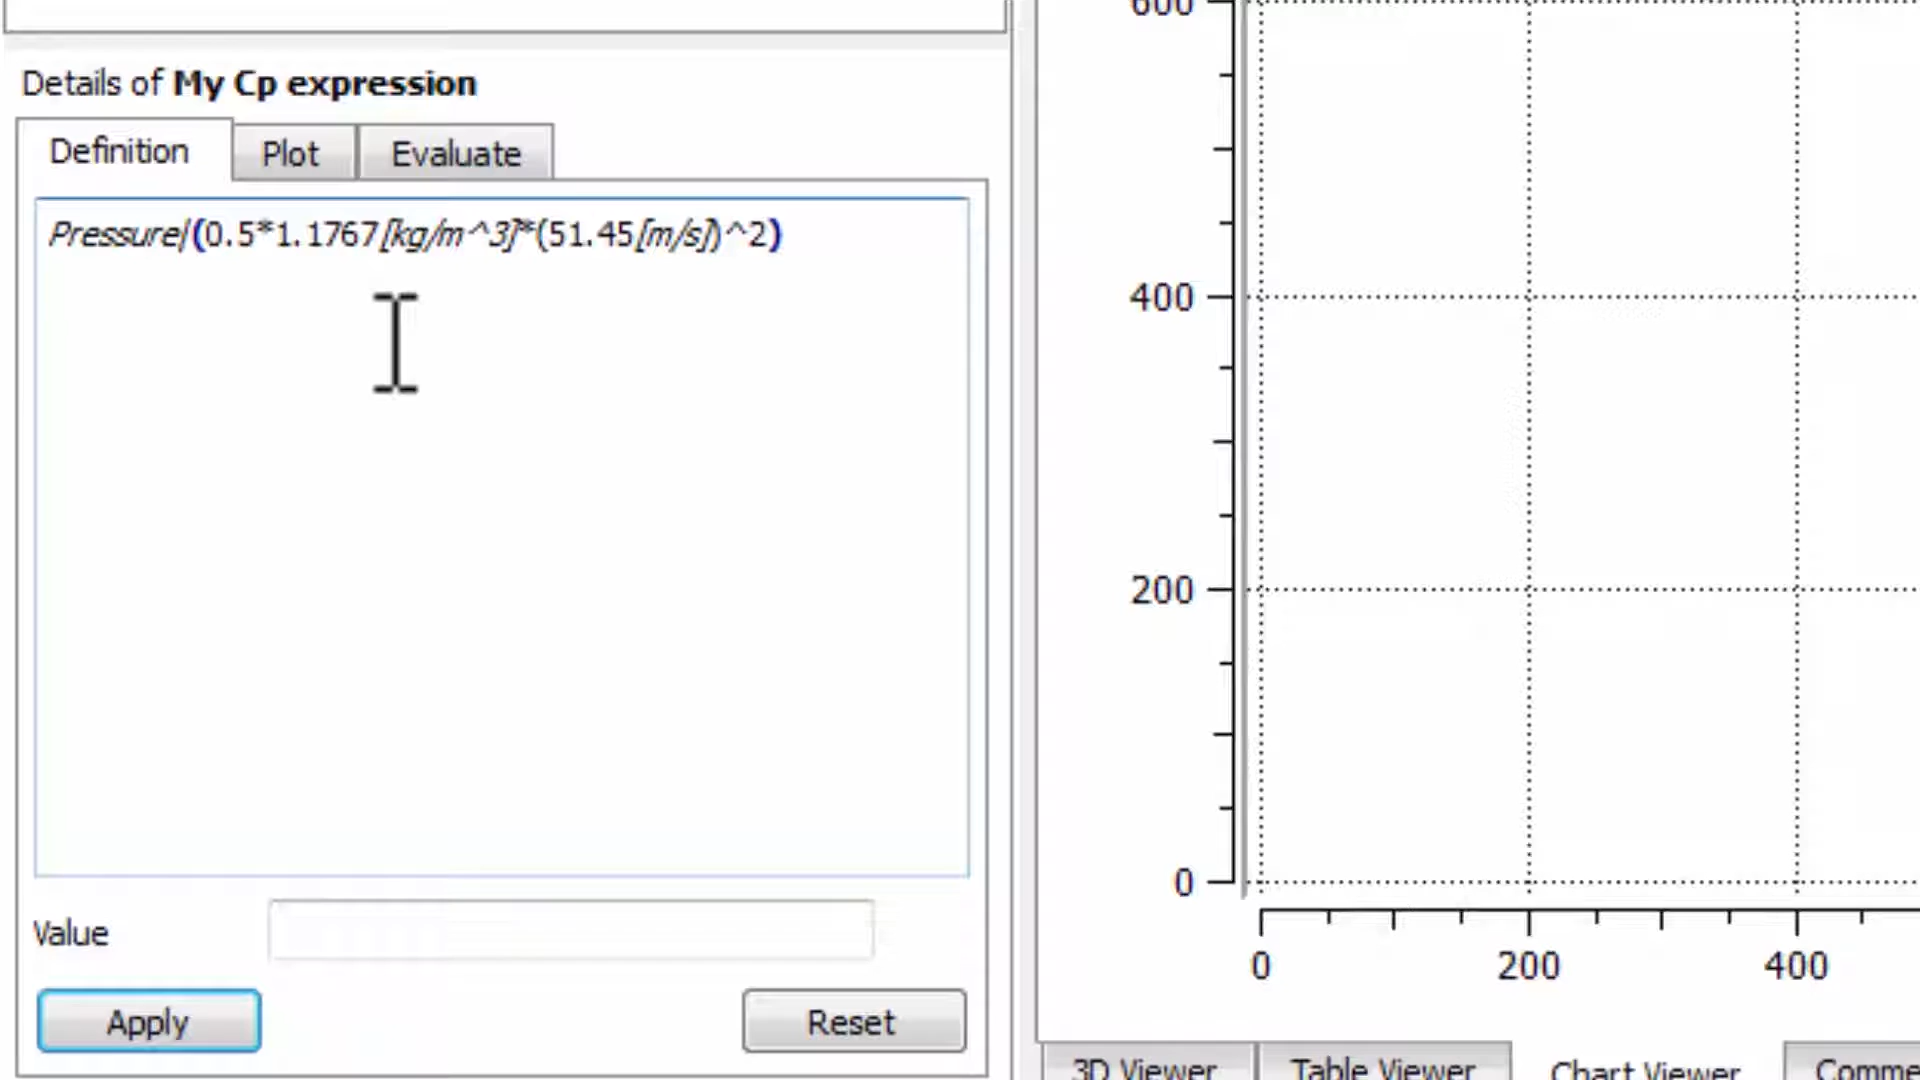 Details of My Cp expression
Definition
Plot
Evaluate
Pressure/(0.5*1.1767[kg/m^3]*(51.45[m/s])^2)
Value
Apply
Reset
600
400
200
0
0
200
400
3D Viewer
Table Viewer
Chart Viewer
Comme